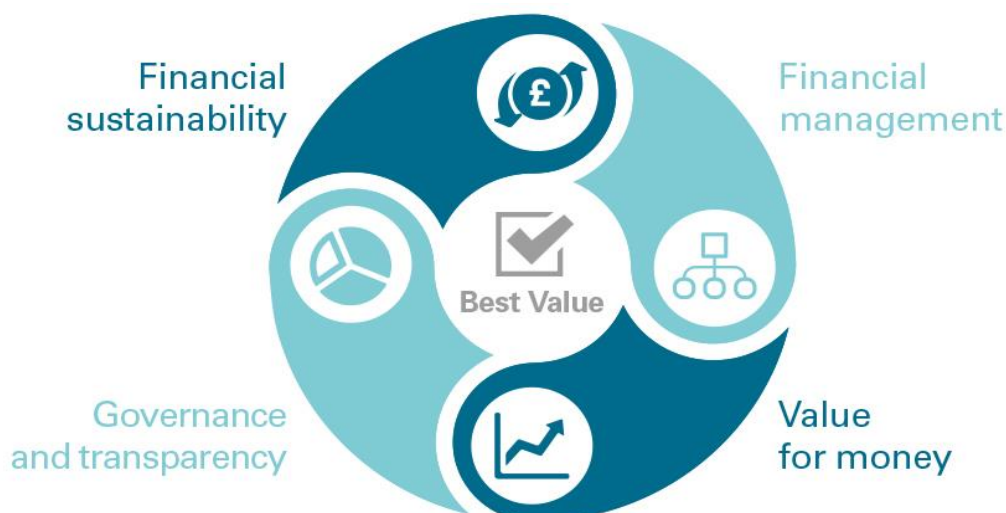 Financial
sustainability
Financial
management
£
Best Value
Governance
and transparency
Value
for money